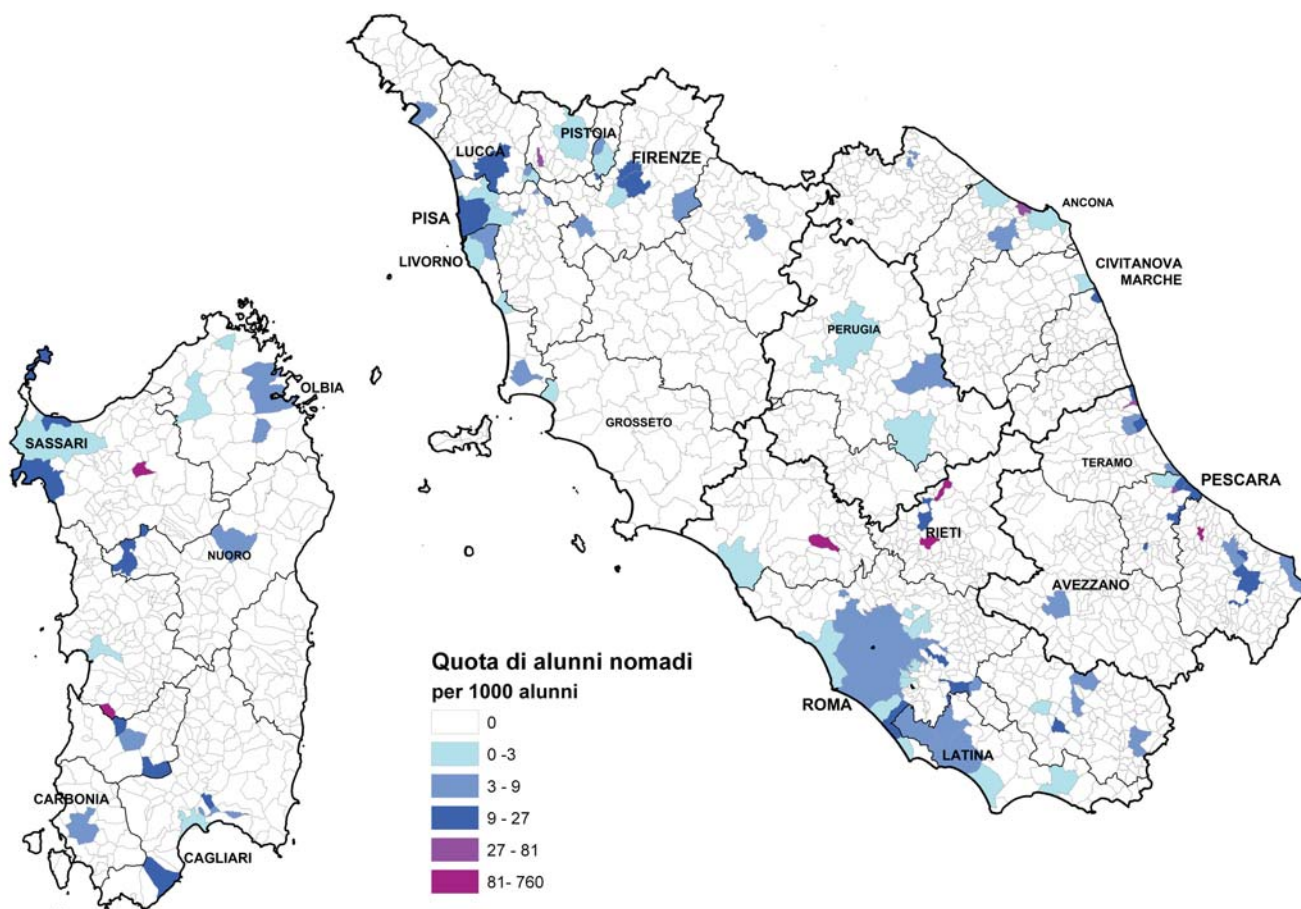 PISTOIA
LUCCA
FIRENZE
PISA
LIVORNO
ANCONA
CIVITANOVA
MARCHE
PERUGIA
OLBIA
SASSARI
GROSSETO
TERAMO
PESCARA
RIETI
NUORO
AVEZZANO
ROMA
LATINA
CARBONIA
CAGLIARI
Quota di alunni nomadi
per 1000 alunni
0
0 -3
3 - 9
9 - 27
27 - 81
81- 760